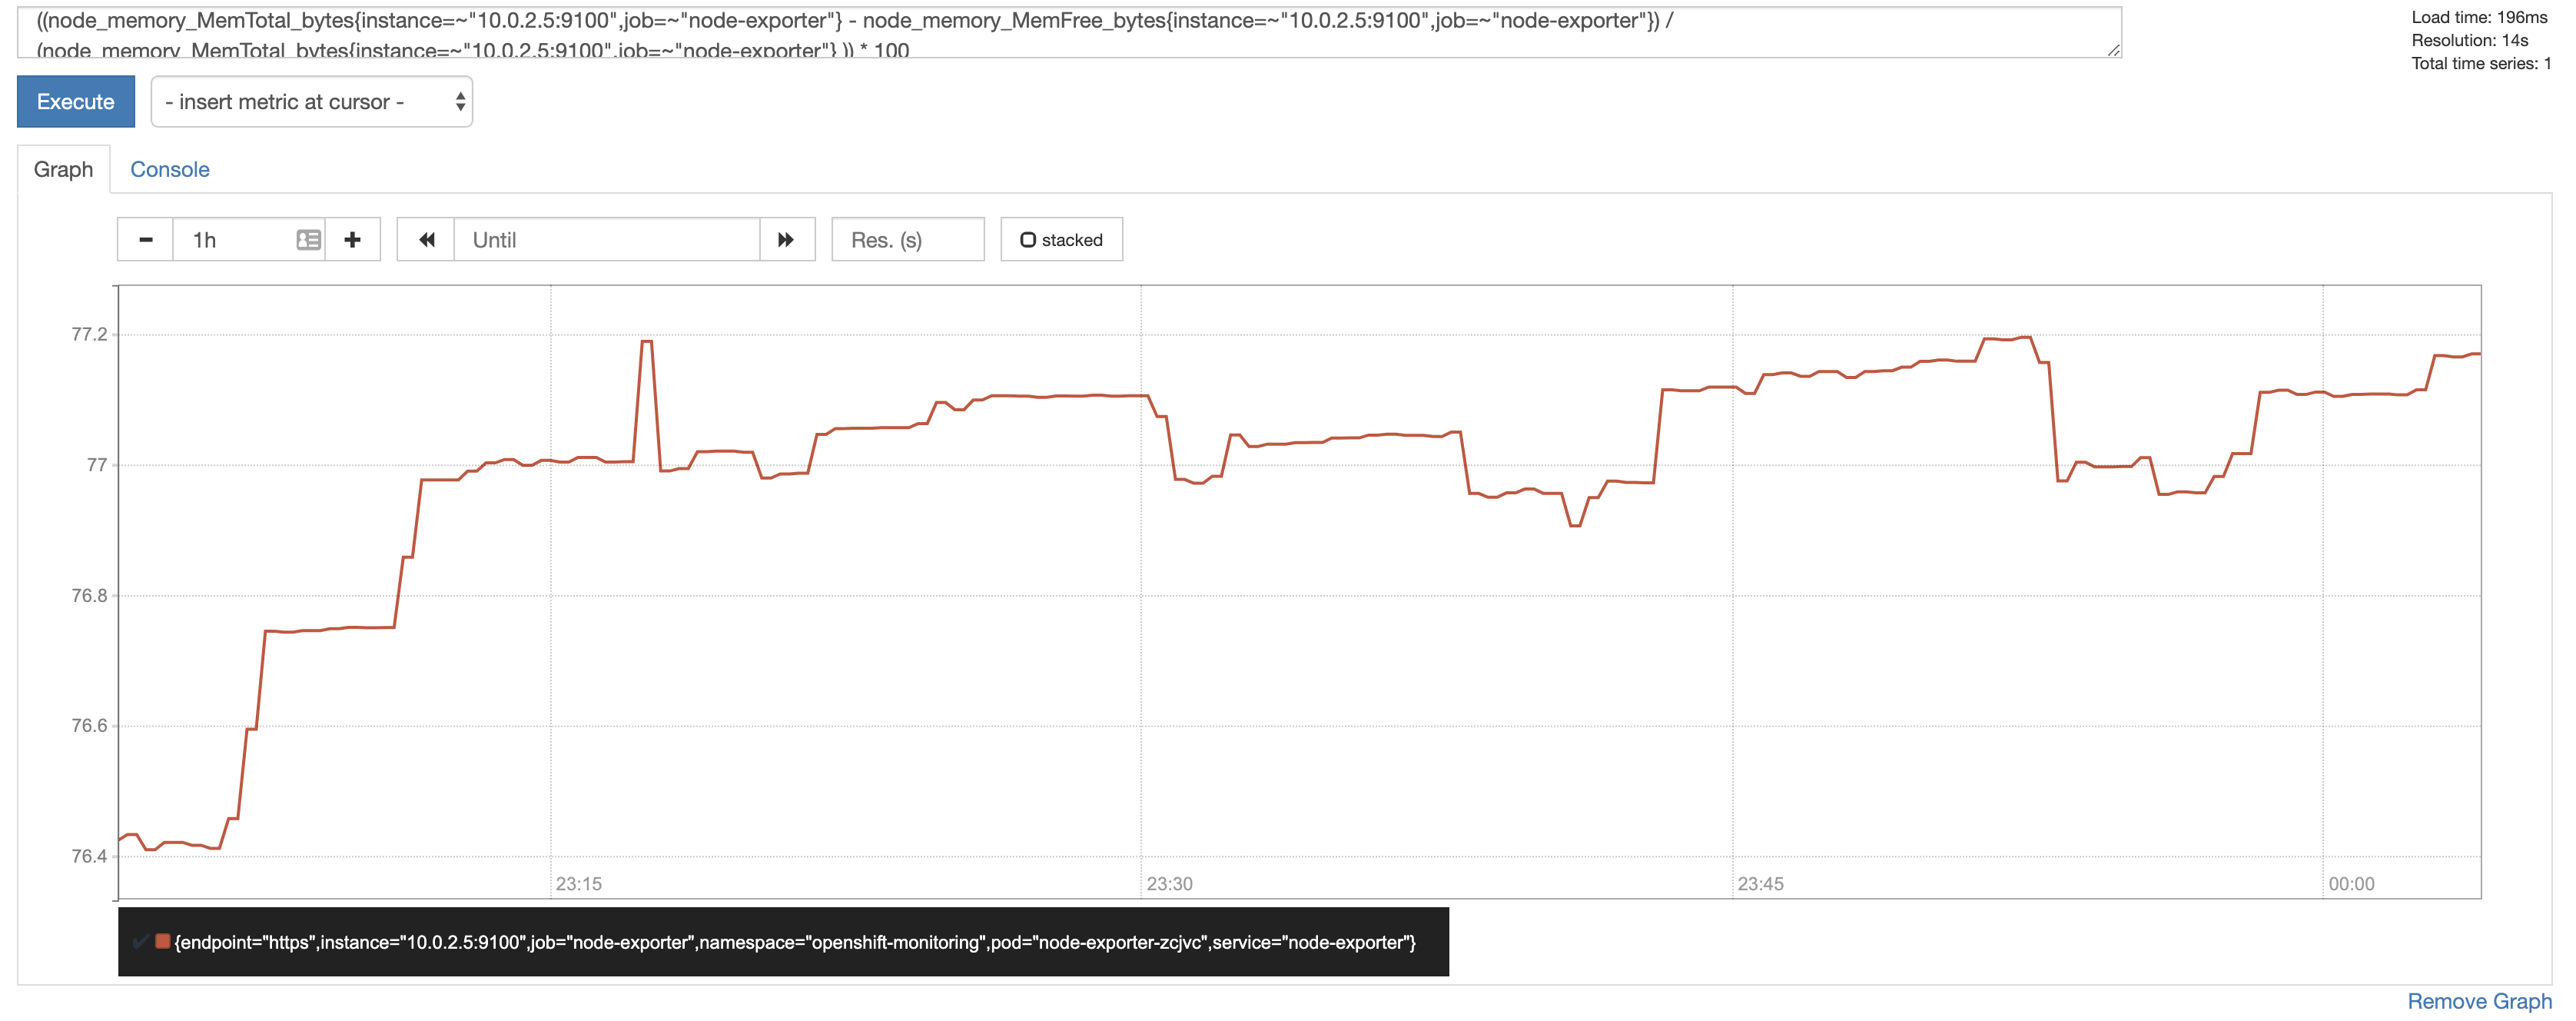 ((node_memory_MemTotal_bytes{instance=~"10.0.2.5:9100",job=~"node-exporter"} - node_memory_MemFree_bytes{instance=~"10.0.2.5:9100",job=~"node-exporter"}) /
(node_memory_MemTotal_bytes{instance=~"10.0.2.5:9100",job=~"node-exporter"} )) * 100
Load time: 196ms
Resolution: 14s
Total time series: 1
Execute
- insert metric at cursor -
Graph Console
1h Until Res. (s) stacked
77.2
77
76.8
76.6
76.4
23:15 23:30 23:45 00:00
{endpoint="https",instance="10.0.2.5:9100",job="node-exporter",namespace="openshift-monitoring",pod="node-exporter-zcjvc",service="node-exporter"}
Remove Graph